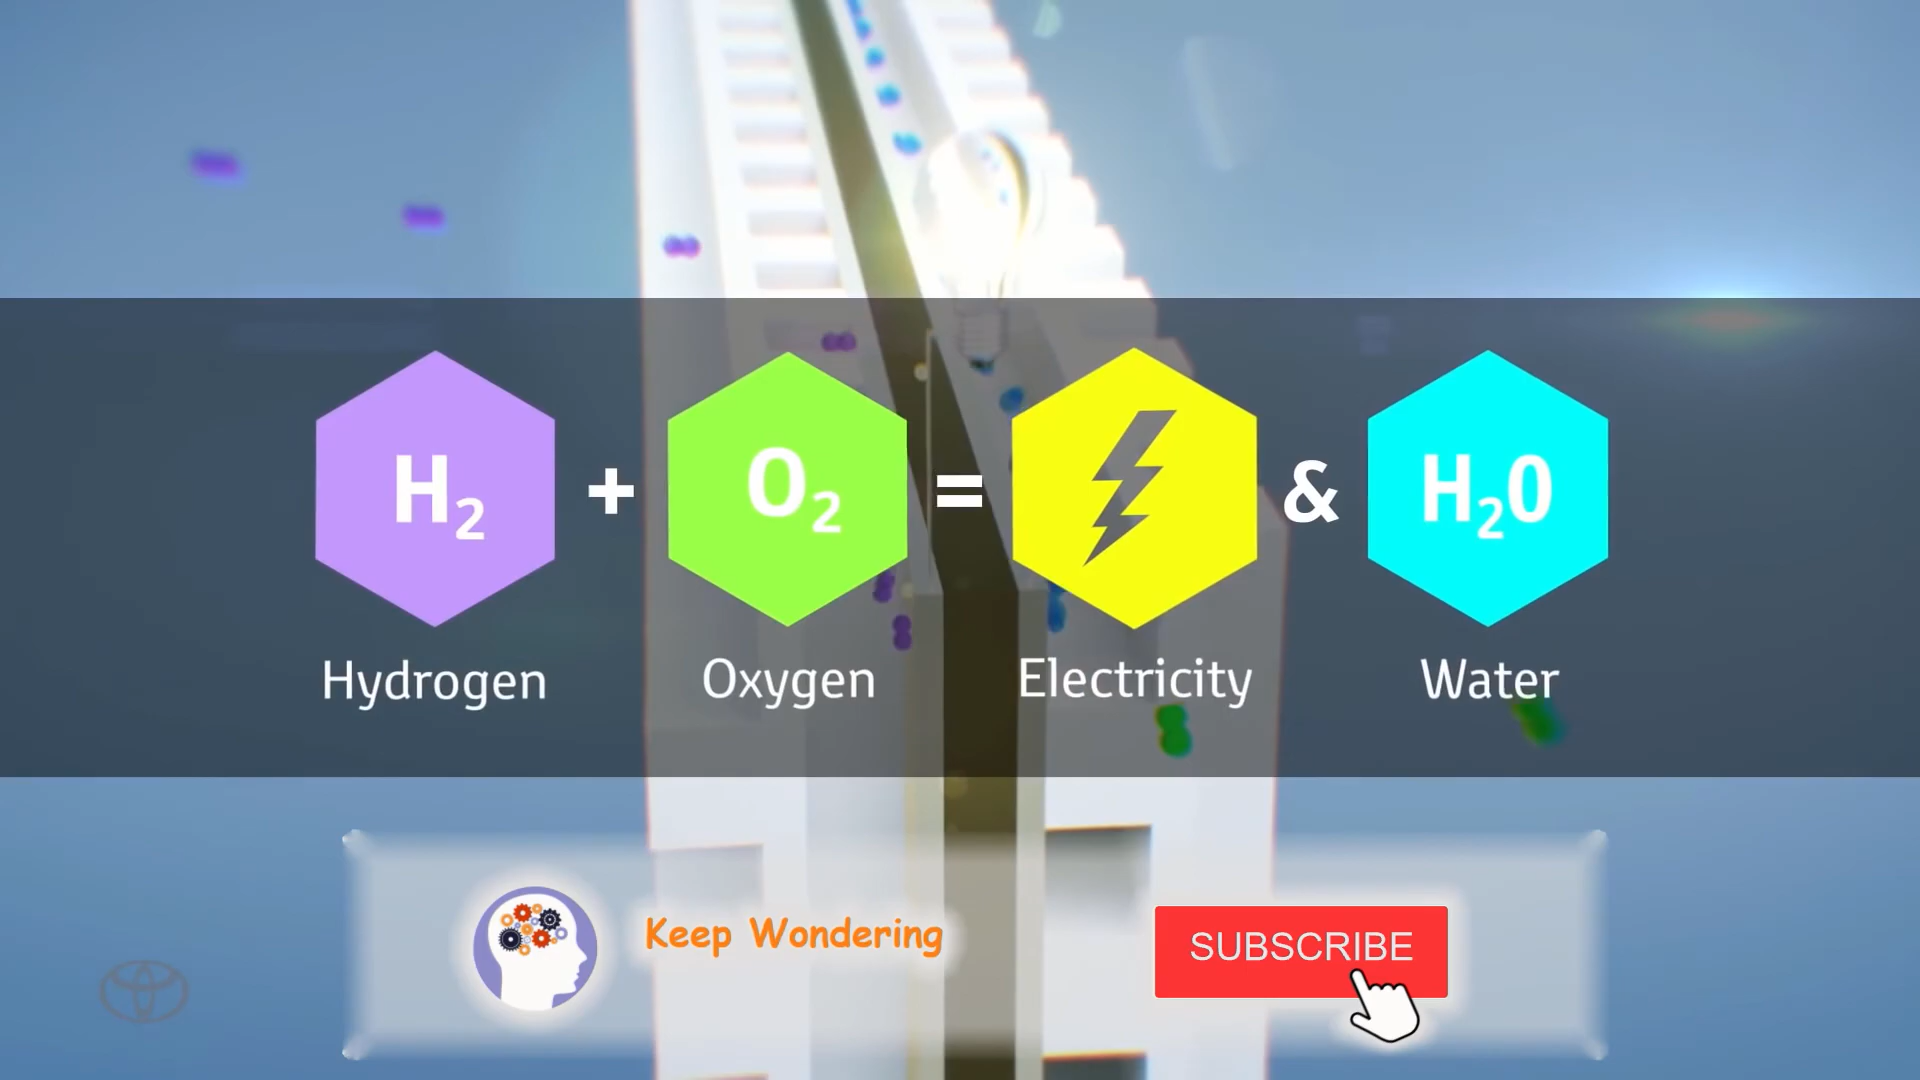 H₂ + O₂ = & H₂0
Hydrogen Oxygen Electricity Water
Keep Wondering
SUBSCRIBE